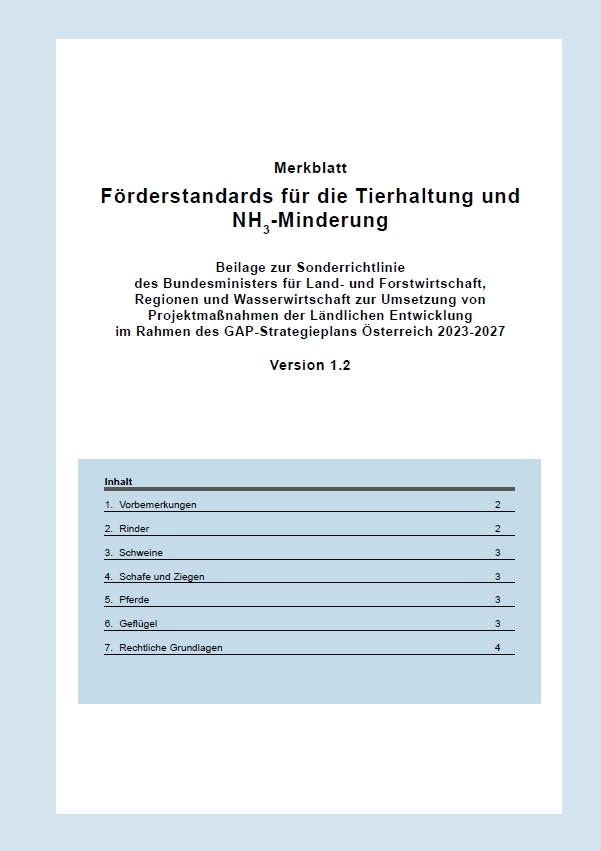 Merkblatt
Förderstandards für die Tierhaltung und
NH₃-Minderung
Beilage zur Sonderrichtlinie
des Bundesministers für Land- und Forstwirtschaft,
Regionen und Wasserwirtschaft zur Umsetzung von
Projektmaßnahmen der Ländlichen Entwicklung
im Rahmen des GAP-Strategieplans Österreich 2023-2027
Version 1.2
Inhalt
1. Vorbemerkungen 2
2. Rinder 2
3. Schweine 3
4. Schafe und Ziegen 3
5. Pferde 3
6. Geflügel 3
7. Rechtliche Grundlagen 4